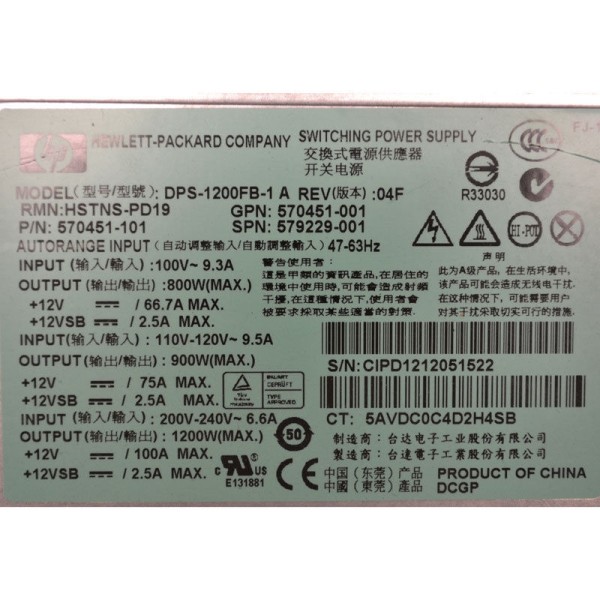 hp HEWLETT-PACKARD COMPANY SWITCHING POWER SUPPLY
交換式電源供應器
开关电源
MODEL(型号/型號): DPS-1200FB-1 A REV(版本):04F
RMN:HSTNS-PD19 GPN: 570451-001
P/N: 570451-101 SPN: 579229-001
R33030
FJ-1
AUTORANGE INPUT (自动调整输入/自動調整輸入) 47-63Hz
INPUT (输入/輸入) :100V~ 9.3A
OUTPUT (输出/輸出) :800W(MAX.)
+12V / 66.7A MAX.
+12VSB / 2.5A MAX.
INPUT(输入/輸入):110V-120V~ 9.5A
OUTPUT(输出/輸出) 900W(MAX.)
+12V / 75A MAX.
+12VSB / 2.5A MAX.
INPUT (输入/輸入) : 200V-240V~ 6.6A
OUTPUT(输出/輸出) 1200W(MAX.)
+12V / 100A MAX.
+12VSB / 2.5A MAX.
警告使用者:
這是甲類的資訊產品,在居住的
環境中使用時,可能會造成射頻
干擾,在這種情況下,使用者會
被要求採取某些適當的對策.
HI-POT
声明
此为A级产品,在生活环境中,
该产品可能会造成无线电干扰.
在这种情况下,可能需要用户
对其干扰采取切实可行的措施.
S/N:CIPD1212051522
CT: 5AVDC0C4D2H4SB
TYPE
APPROVED
50
制造商:台达电子工业股份有限公司
製造商:台達電子工業股份有限公司
c UL US
E131881
CE
中国(东莞)产品
中國(東莞)產品
PRODUCT OF CHINA
DCGP